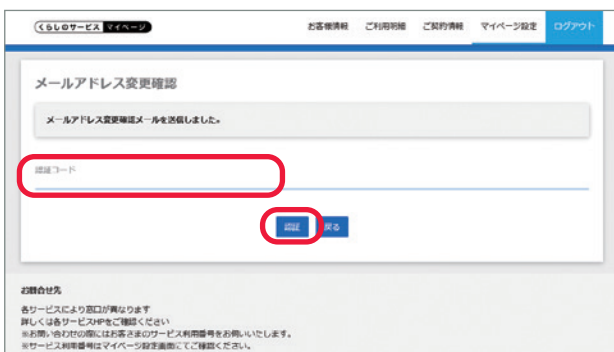 くらしのサービス マイページ
お客様情報 ご利用明細 ご契約情報 マイページ設定 ログアウト
メールアドレス変更確認
メールアドレス変更確認メールを送信しました。
認証コード
認証 戻る
お問合せ先
各サービスにより窓口が異なります
詳しくは各サービスHPをご確認ください
※お問い合わせの際にはお客さまのサービス利用番号をお伺いいたします。
※サービス利用番号はマイページ設定画面にてご確認ください。